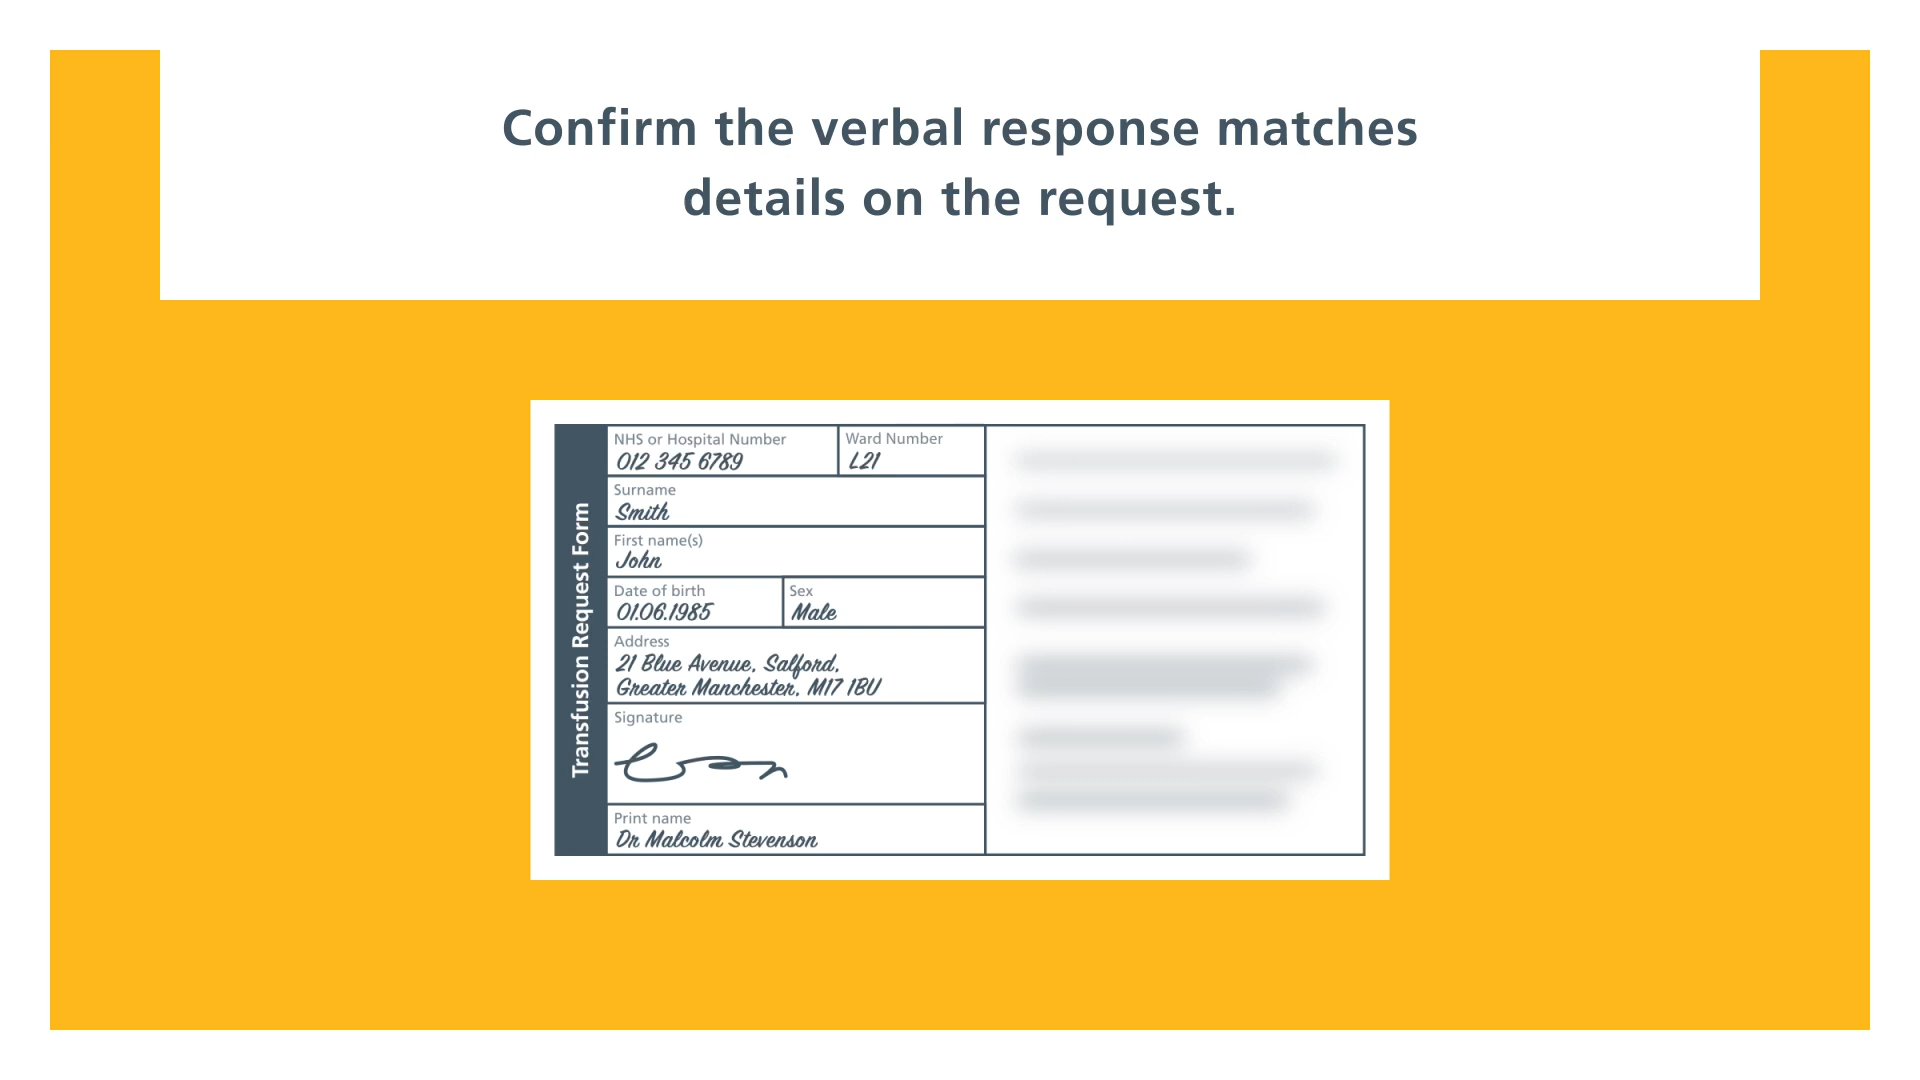 Confirm the verbal response matches
details on the request.
Transfusion Request Form
NHS or Hospital Number
012 345 6789
Ward Number
L21
Surname
Smith
First name(s)
John
Date of birth
01.06.1985
Sex
Male
Address
21 Blue Avenue, Salford,
Greater Manchester, M17 1BU
Signature
Print name
Dr Malcolm Stevenson